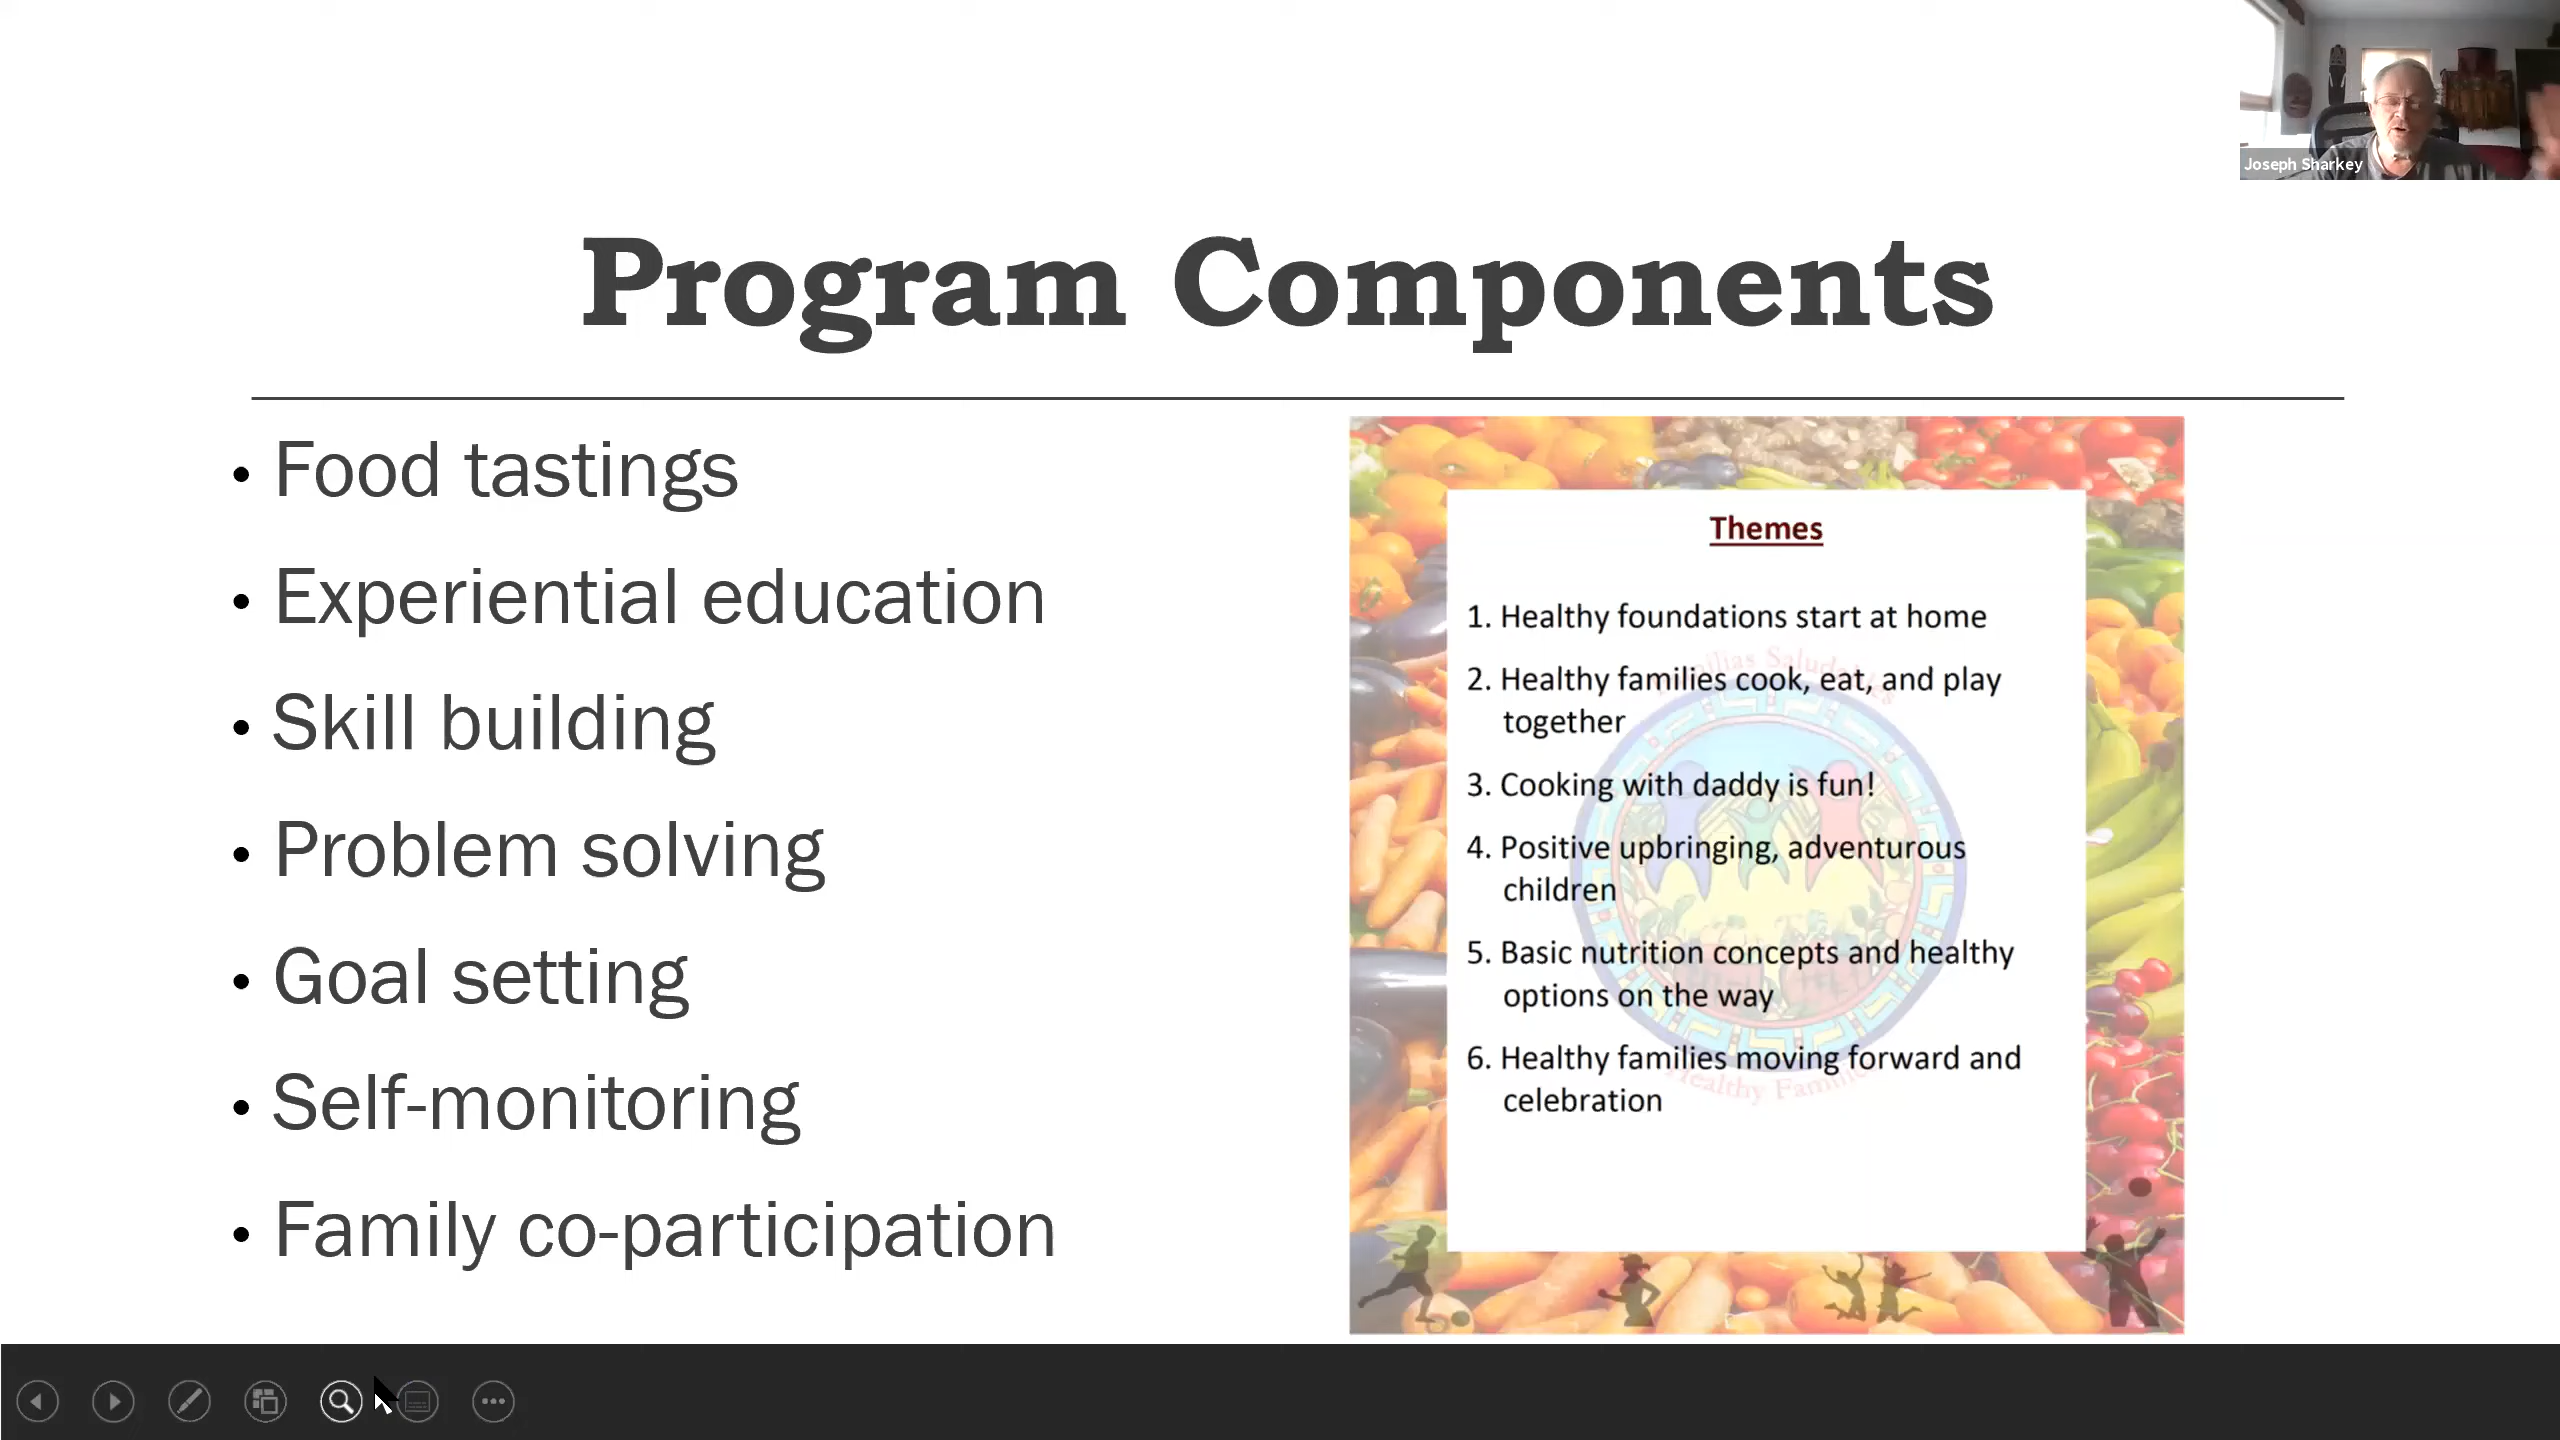 Joseph Sharkey
Program Components
• Food tastings
• Experiential education
• Skill building
• Problem solving
• Goal setting
• Self-monitoring
• Family co-participation
Themes
1. Healthy foundations start at home
2. Healthy families cook, eat, and play
together
3. Cooking with daddy is fun!
4. Positive upbringing, adventurous
children
5. Basic nutrition concepts and healthy
options on the way
6. Healthy families moving forward and
celebration